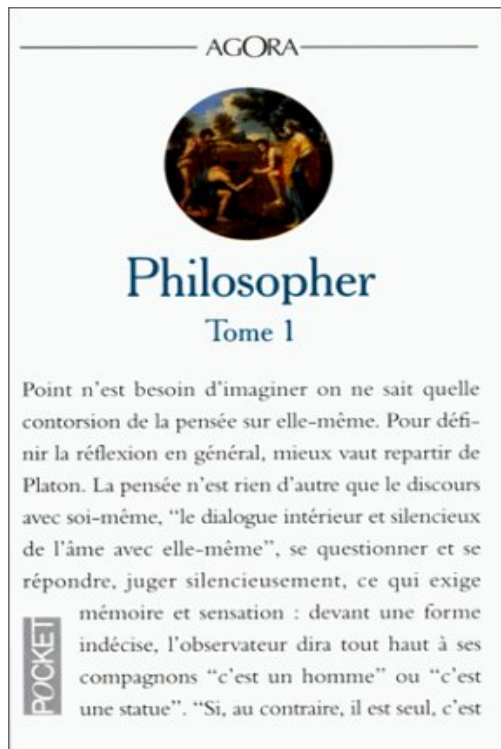 AGORA
Philosopher
Tome 1
Point n'est besoin d'imaginer on ne sait quelle
contorsion de la pensée sur elle-même. Pour défi-
nir la réflexion en général, mieux vaut repartir de
Platon. La pensée n'est rien d'autre que le discours
avec soi-même, “le dialogue intérieur et silencieux
de l'âme avec elle-même”, se questionner et se
répondre, juger silencieusement, ce qui exige
mémoire et sensation : devant une forme
indécise, l'observateur dira tout haut à ses
compagnons “c'est un homme” ou “c'est
une statue”. “Si, au contraire, il est seul, c'est
POCKET